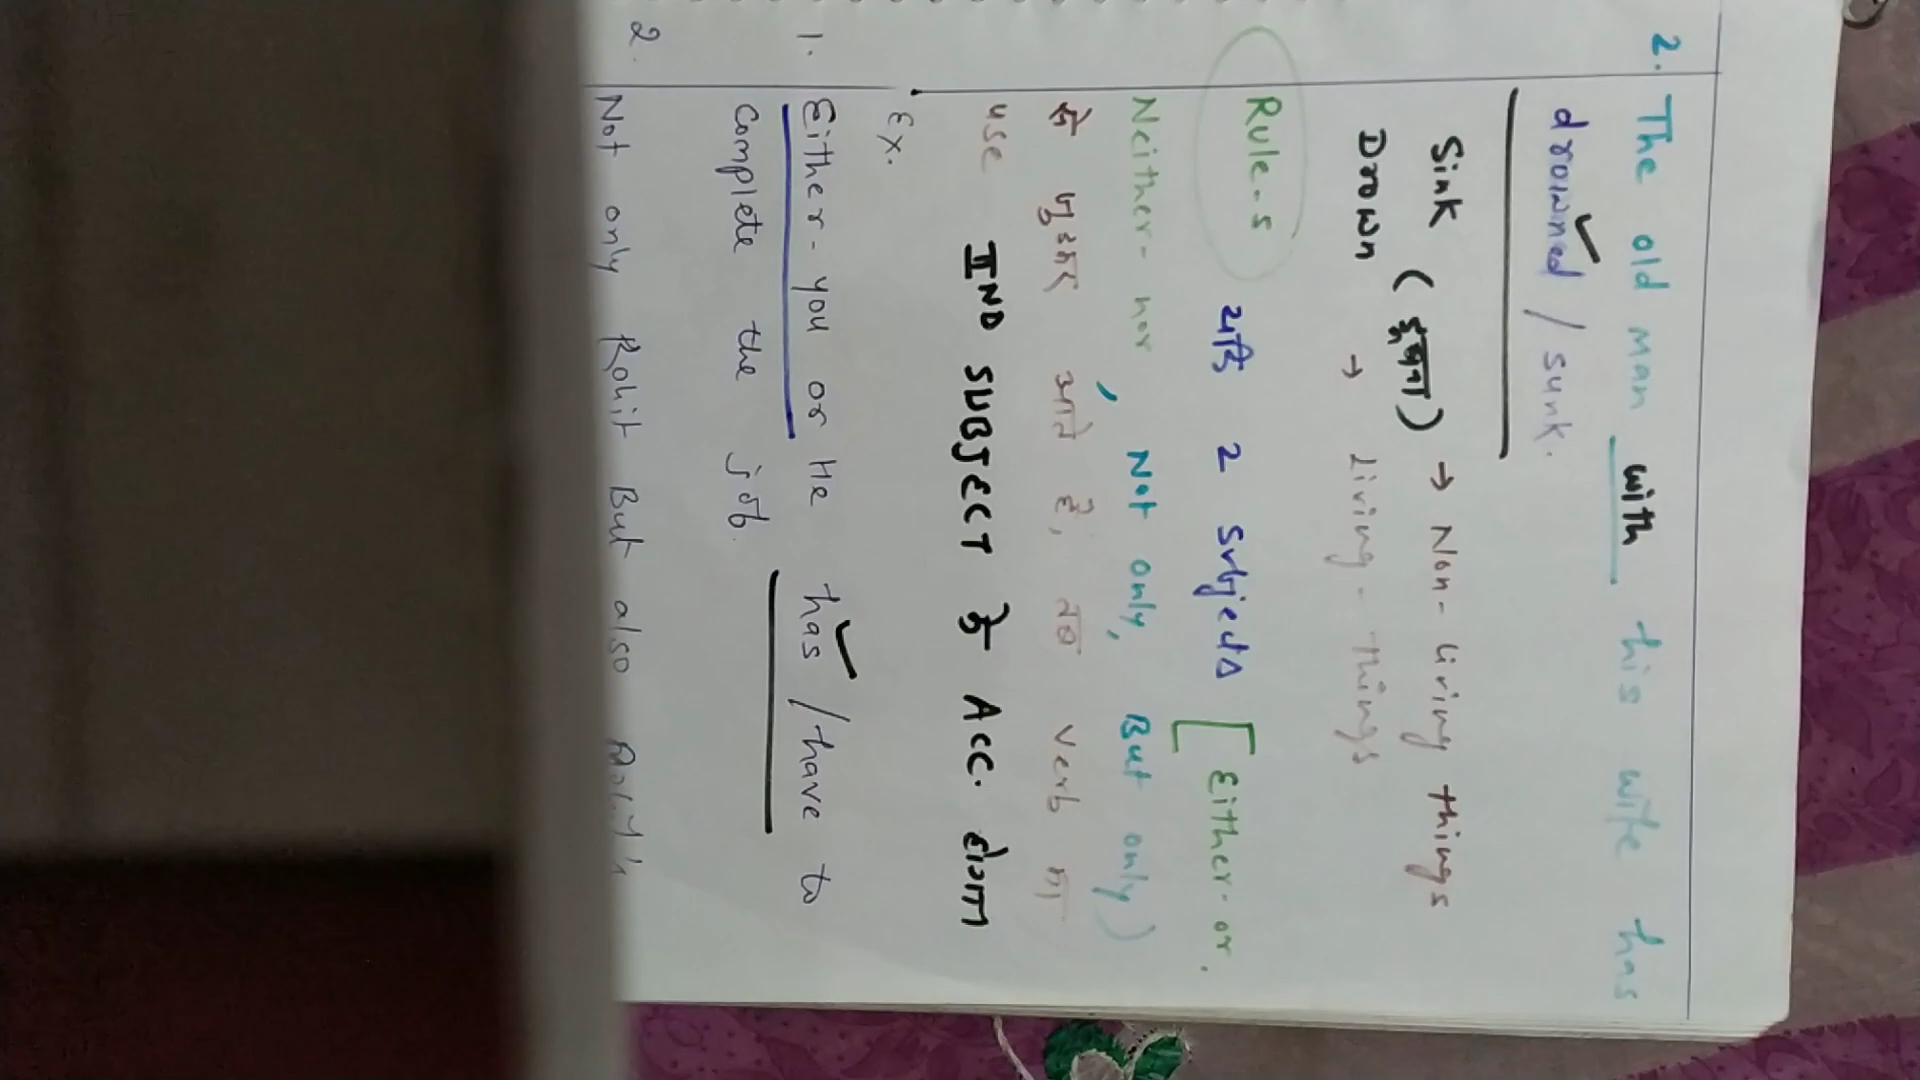 2. The old man with his wife has
drowned / sunk.
Sink (डूबना) → Non-living things
Drown → living-things
Rule-5 यदि 2 subjects [Either-or.
Neither-nor, Not only, But only)
से जुडकर आते है, तब verb का
use IND SUBJECT के Acc. होगा
Ex.
1. Either-you or He has / have to
Complete the job.
2. Not only Rohit But also